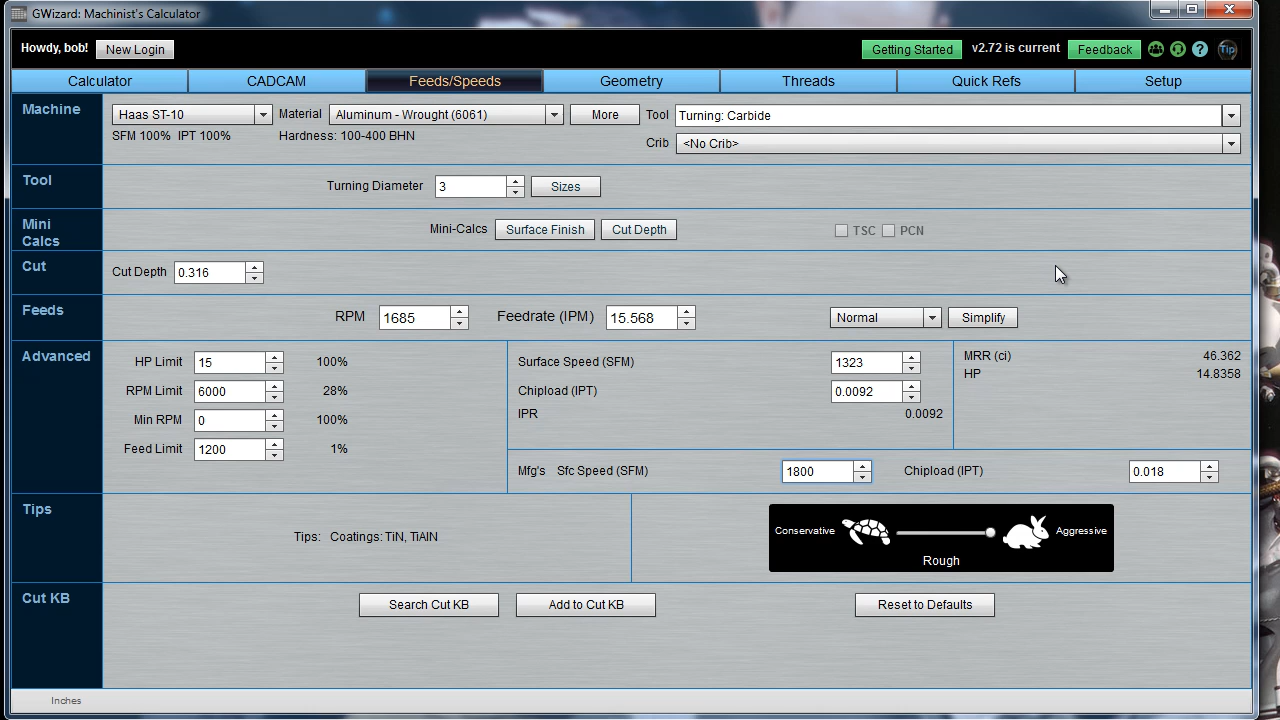 GWizard: Machinist's Calculator
Howdy, bob! New Login Getting Started v2.72 is current Feedback ? Tip
Calculator CADCAM Feeds/Speeds Geometry Threads Quick Refs Setup
Machine Haas ST-10 Material Aluminum - Wrought (6061) More Tool Turning: Carbide
SFM 100% IPT 100% Hardness: 100-400 BHN Crib <No Crib>
Tool Turning Diameter 3 Sizes
Mini
Calcs Mini-Calcs Surface Finish Cut Depth TSC PCN
Cut Cut Depth 0.316
Feeds RPM 1685 Feedrate (IPM) 15.568 Normal Simplify
Advanced HP Limit 15 100% Surface Speed (SFM) 1323 MRR (ci) 46.362
HP 14.8358
RPM Limit 6000 28% Chipload (IPT) 0.0092
Min RPM 0 100% IPR 0.0092
Feed Limit 1200 1%
Mfg's Sfc Speed (SFM) 1800 Chipload (IPT) 0.018
Tips Tips: Coatings: TiN, TiAlN Conservative Aggressive
Rough
Cut KB Search Cut KB Add to Cut KB Reset to Defaults
Inches